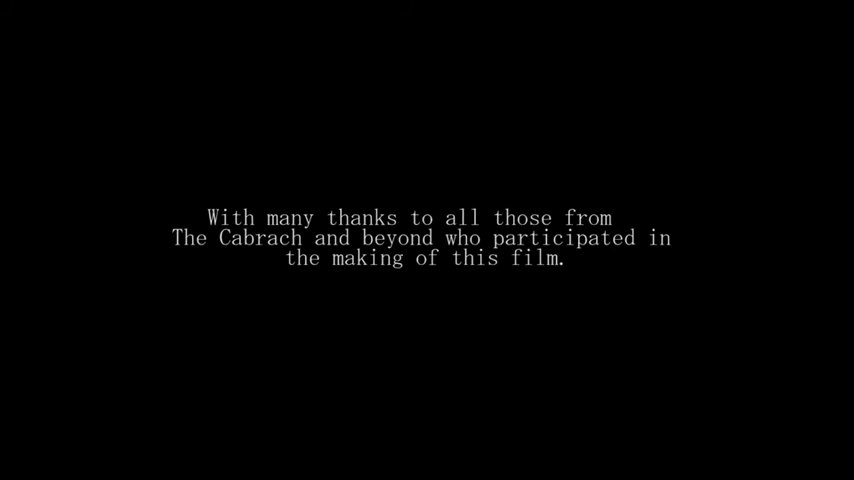 With many thanks to all those from
The Cabrach and beyond who participated in
the making of this film.